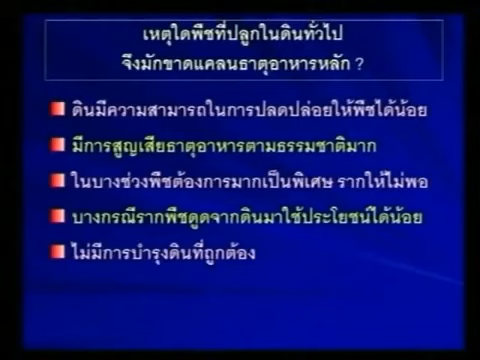 เหตุใดพืชที่ปลูกในดินทั่วไป
จึงมักขาดแคลนธาตุอาหารหลัก ?
ดินมีความสามารถในการปลดปล่อยให้พืชได้น้อย
มีการสูญเสียธาตุอาหารตามธรรมชาติมาก
ในบางช่วงพืชต้องการมากเป็นพิเศษ รากให้ไม่พอ
บางกรณีรากพืชดูดจากดินมาใช้ประโยชน์ได้น้อย
ไม่มีการบำรุงดินที่ถูกต้อง